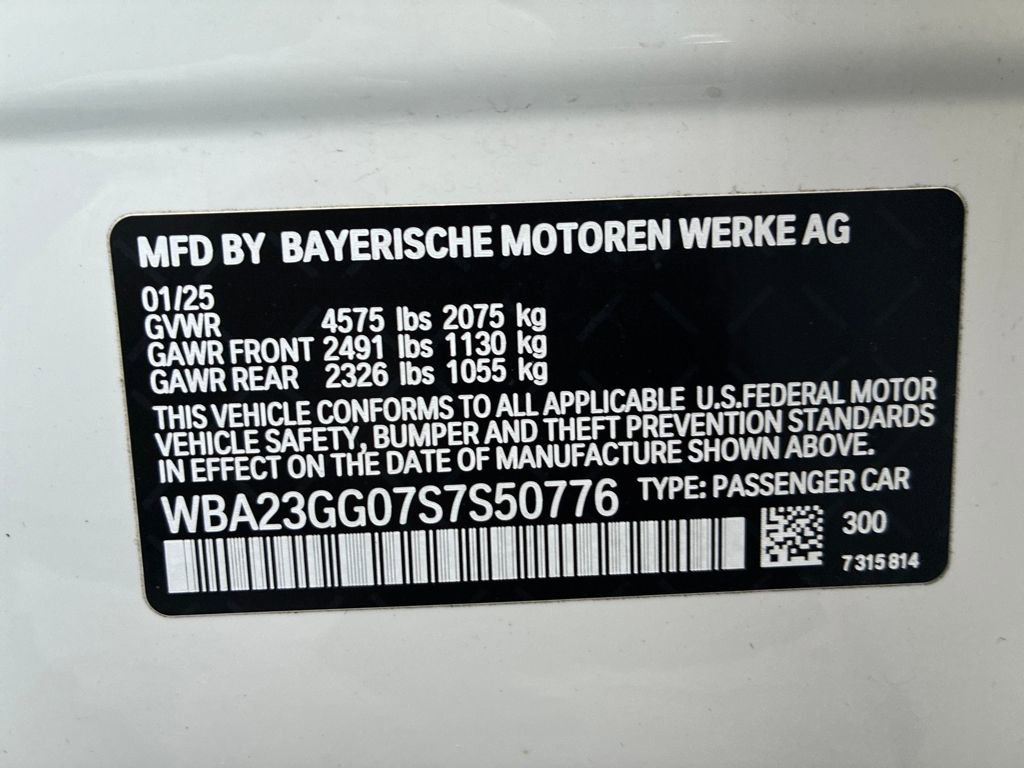 MFD BY BAYERISCHE MOTOREN WERKE AG
01/25
GVWR 4575 lbs 2075 kg
GAWR FRONT 2491 lbs 1130 kg
GAWR REAR 2326 lbs 1055 kg
THIS VEHICLE CONFORMS TO ALL APPLICABLE U.S.FEDERAL MOTOR
VEHICLE SAFETY, BUMPER AND THEFT PREVENTION STANDARDS
IN EFFECT ON THE DATE OF MANUFACTURE SHOWN ABOVE.
WBA23GG07S7S50776 TYPE: PASSENGER CAR
300
7315814